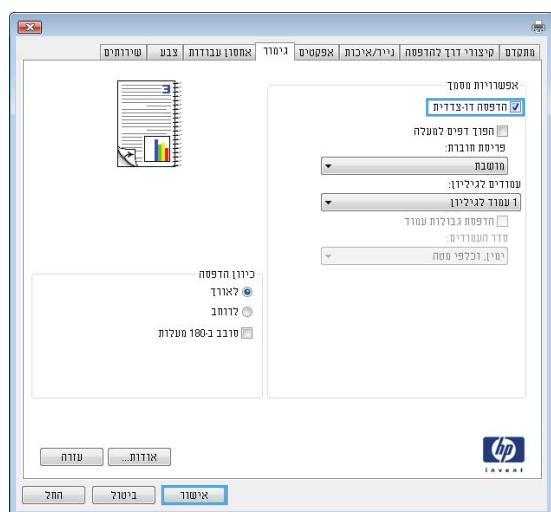 מתקדם קיצורי דרך להדפסה נייר/איכות אפקטים גימור אחסון עבודות צבע שירותים
אפשרויות מסמך
הדפסה דו-צדדית
הפוך דפים למעלה
פריסת חוברת:
מושבת
עמודים לגיליון:
1 עמוד לגיליון
הדפסת גבולות עמוד
סדר העמודים:
ימין, וכלפי מטה
כיוון הדפסה
לאורך
לרוחב
סובב ב-180 מעלות
hp
invent
אודות... עזרה
אישור ביטול החל